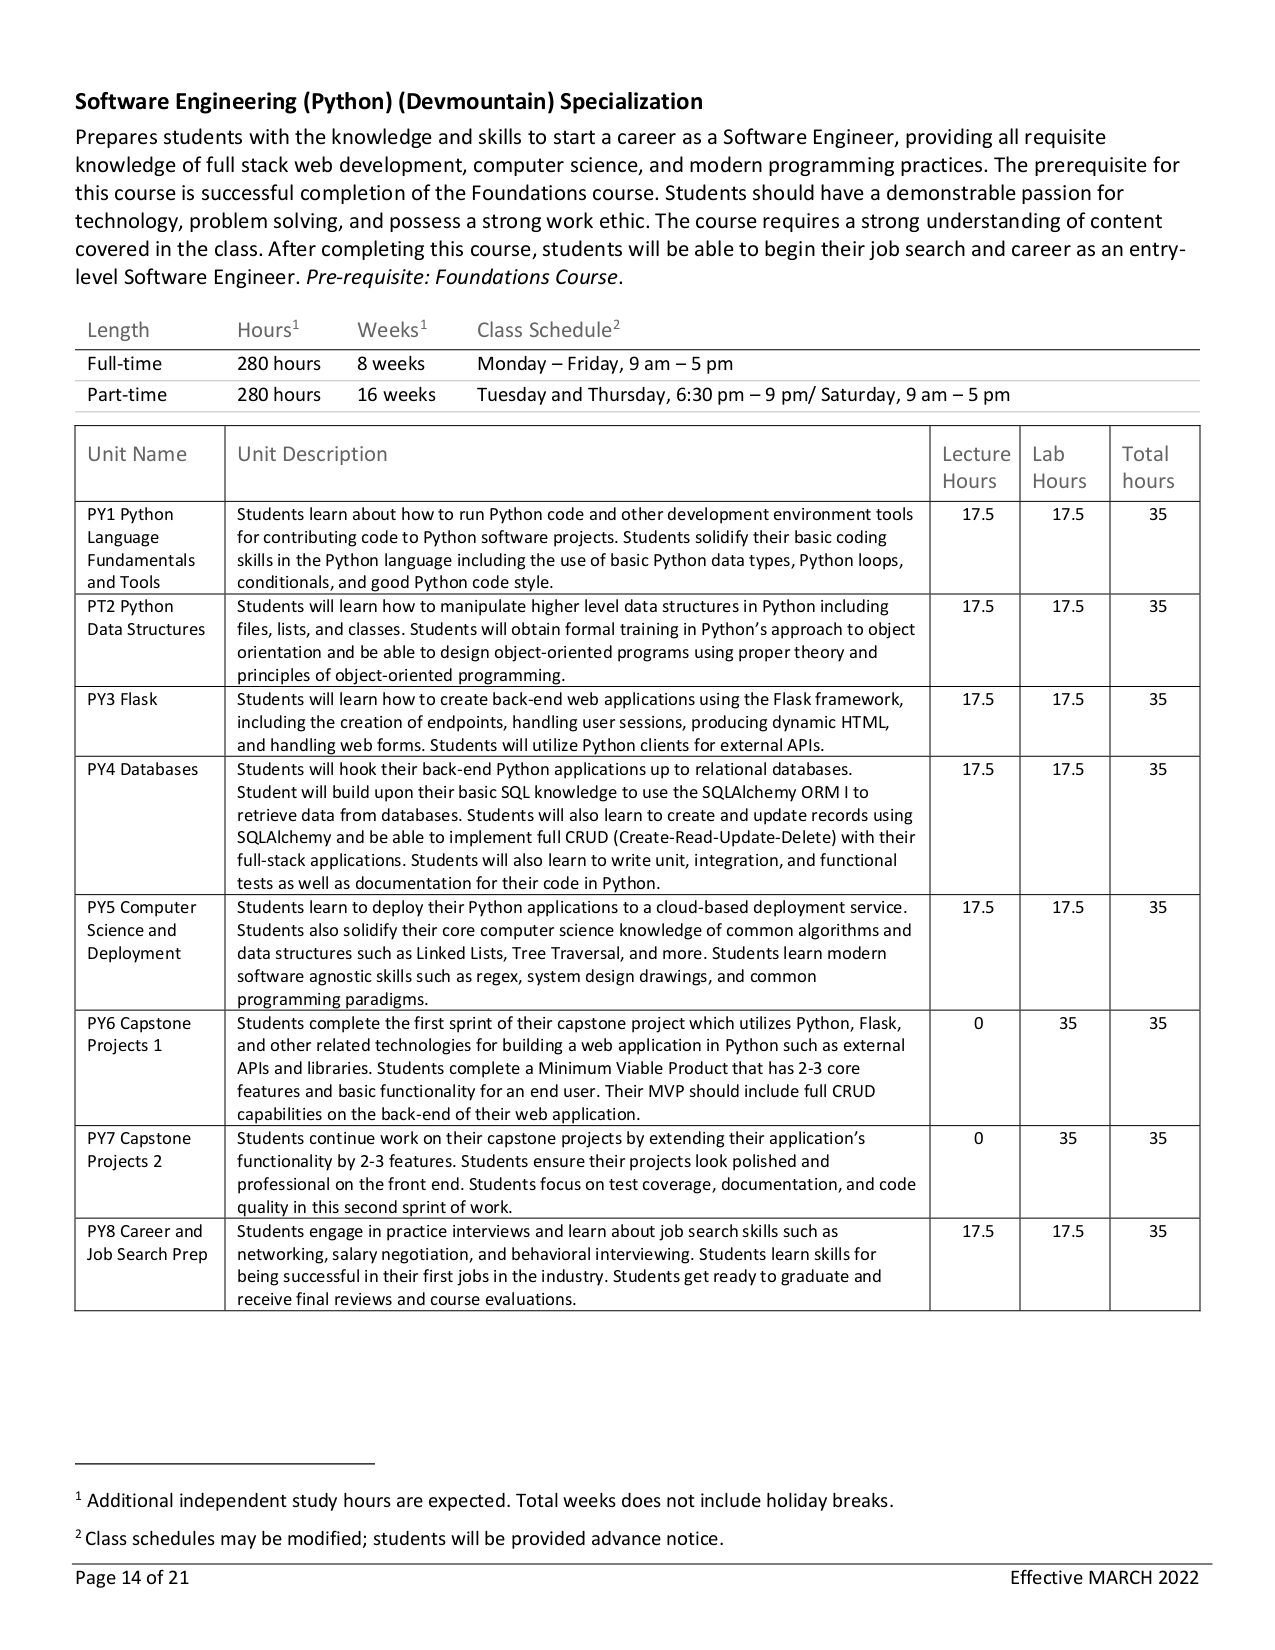 Software Engineering (Python) (Devmountain) Specialization
Prepares students with the knowledge and skills to start a career as a Software Engineer, providing all requisite
knowledge of full stack web development, computer science, and modern programming practices. The prerequisite for
this course is successful completion of the Foundations course. Students should have a demonstrable passion for
technology, problem solving, and possess a strong work ethic. The course requires a strong understanding of content
covered in the class. After completing this course, students will be able to begin their job search and career as an entry-
level Software Engineer. Pre-requisite: Foundations Course.
Length Hours¹ Weeks¹ Class Schedule²
Full-time 280 hours 8 weeks Monday – Friday, 9 am – 5 pm
Part-time 280 hours 16 weeks Tuesday and Thursday, 6:30 pm – 9 pm/ Saturday, 9 am – 5 pm
Unit Name Unit Description Lecture Lab Total
Hours Hours hours
PY1 Python Students learn about how to run Python code and other development environment tools 17.5 17.5 35
Language for contributing code to Python software projects. Students solidify their basic coding
Fundamentals skills in the Python language including the use of basic Python data types, Python loops,
and Tools conditionals, and good Python code style.
PT2 Python Students will learn how to manipulate higher level data structures in Python including 17.5 17.5 35
Data Structures files, lists, and classes. Students will obtain formal training in Python’s approach to object
orientation and be able to design object-oriented programs using proper theory and
principles of object-oriented programming.
PY3 Flask Students will learn how to create back-end web applications using the Flask framework, 17.5 17.5 35
including the creation of endpoints, handling user sessions, producing dynamic HTML,
and handling web forms. Students will utilize Python clients for external APIs.
PY4 Databases Students will hook their back-end Python applications up to relational databases. 17.5 17.5 35
Student will build upon their basic SQL knowledge to use the SQLAlchemy ORM I to
retrieve data from databases. Students will also learn to create and update records using
SQLAlchemy and be able to implement full CRUD (Create-Read-Update-Delete) with their
full-stack applications. Students will also learn to write unit, integration, and functional
tests as well as documentation for their code in Python.
PY5 Computer Students learn to deploy their Python applications to a cloud-based deployment service. 17.5 17.5 35
Science and Students also solidify their core computer science knowledge of common algorithms and
Deployment data structures such as Linked Lists, Tree Traversal, and more. Students learn modern
software agnostic skills such as regex, system design drawings, and common
programming paradigms.
PY6 Capstone Students complete the first sprint of their capstone project which utilizes Python, Flask, 0 35 35
Projects 1 and other related technologies for building a web application in Python such as external
APIs and libraries. Students complete a Minimum Viable Product that has 2-3 core
features and basic functionality for an end user. Their MVP should include full CRUD
capabilities on the back-end of their web application.
PY7 Capstone Students continue work on their capstone projects by extending their application’s 0 35 35
Projects 2 functionality by 2-3 features. Students ensure their projects look polished and
professional on the front end. Students focus on test coverage, documentation, and code
quality in this second sprint of work.
PY8 Career and Students engage in practice interviews and learn about job search skills such as 17.5 17.5 35
Job Search Prep networking, salary negotiation, and behavioral interviewing. Students learn skills for
being successful in their first jobs in the industry. Students get ready to graduate and
receive final reviews and course evaluations.
¹ Additional independent study hours are expected. Total weeks does not include holiday breaks.
² Class schedules may be modified; students will be provided advance notice.
Page 14 of 21 Effective MARCH 2022